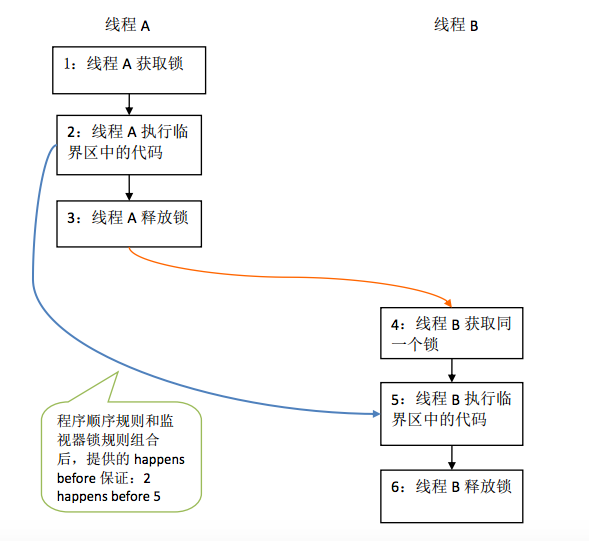 线程 A
线程 B
1：线程 A 获取锁
2：线程 A 执行临
界区中的代码
3：线程 A 释放锁
4：线程 B 获取同
一个锁
5：线程 B 执行临
界区中的代码
6：线程 B 释放锁
程序顺序规则和监
视器锁规则组合
后，提供的 happens
before 保证：2
happens before 5